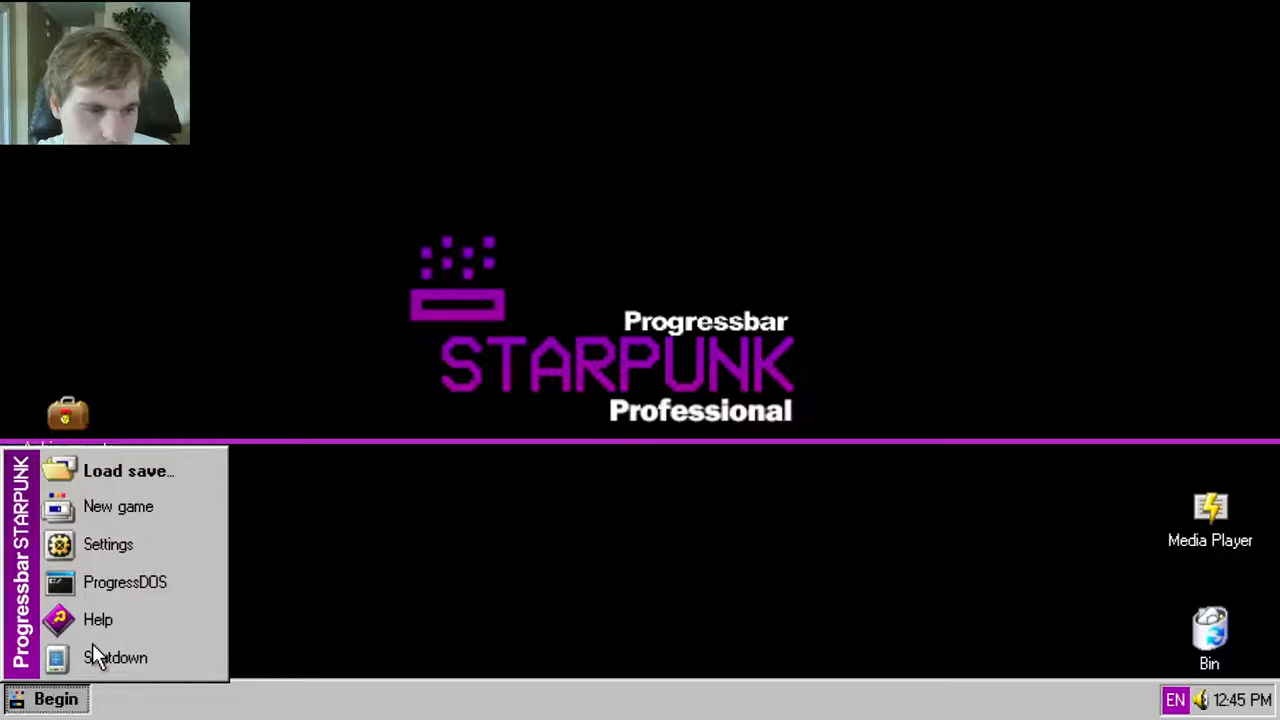 Progressbar
STARPUNK
Professional
Progressbar STARPUNK
Load save...
New game
Settings
ProgressDOS
Help
Media Player
Bin
Begin
EN
12:45 PM